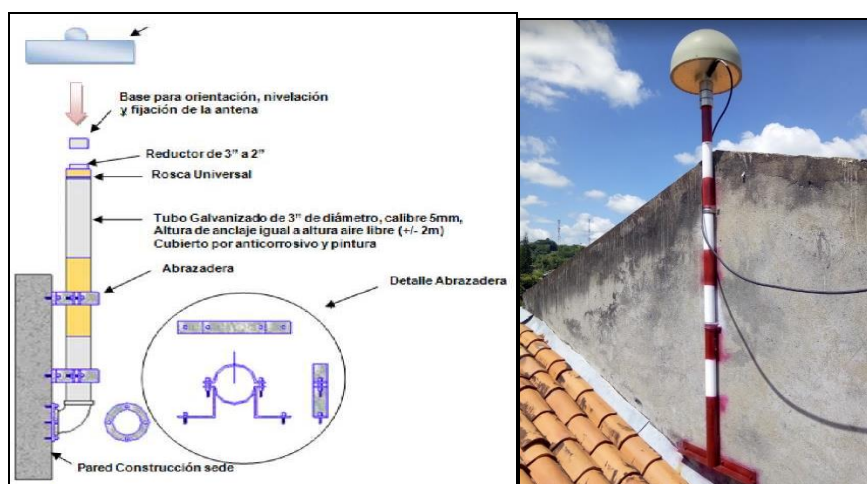 Base para orientación, nivelación
y fijación de la antena
Reductor de 3” a 2”
Rosca Universal
Tubo Galvanizado de 3” de diámetro, calibre 5mm,
Altura de anclaje igual a altura aire libre (+/- 2m)
Cubierto por anticorrosivo y pintura
Abrazadera
Detalle Abrazadera
Pared Construcción sede